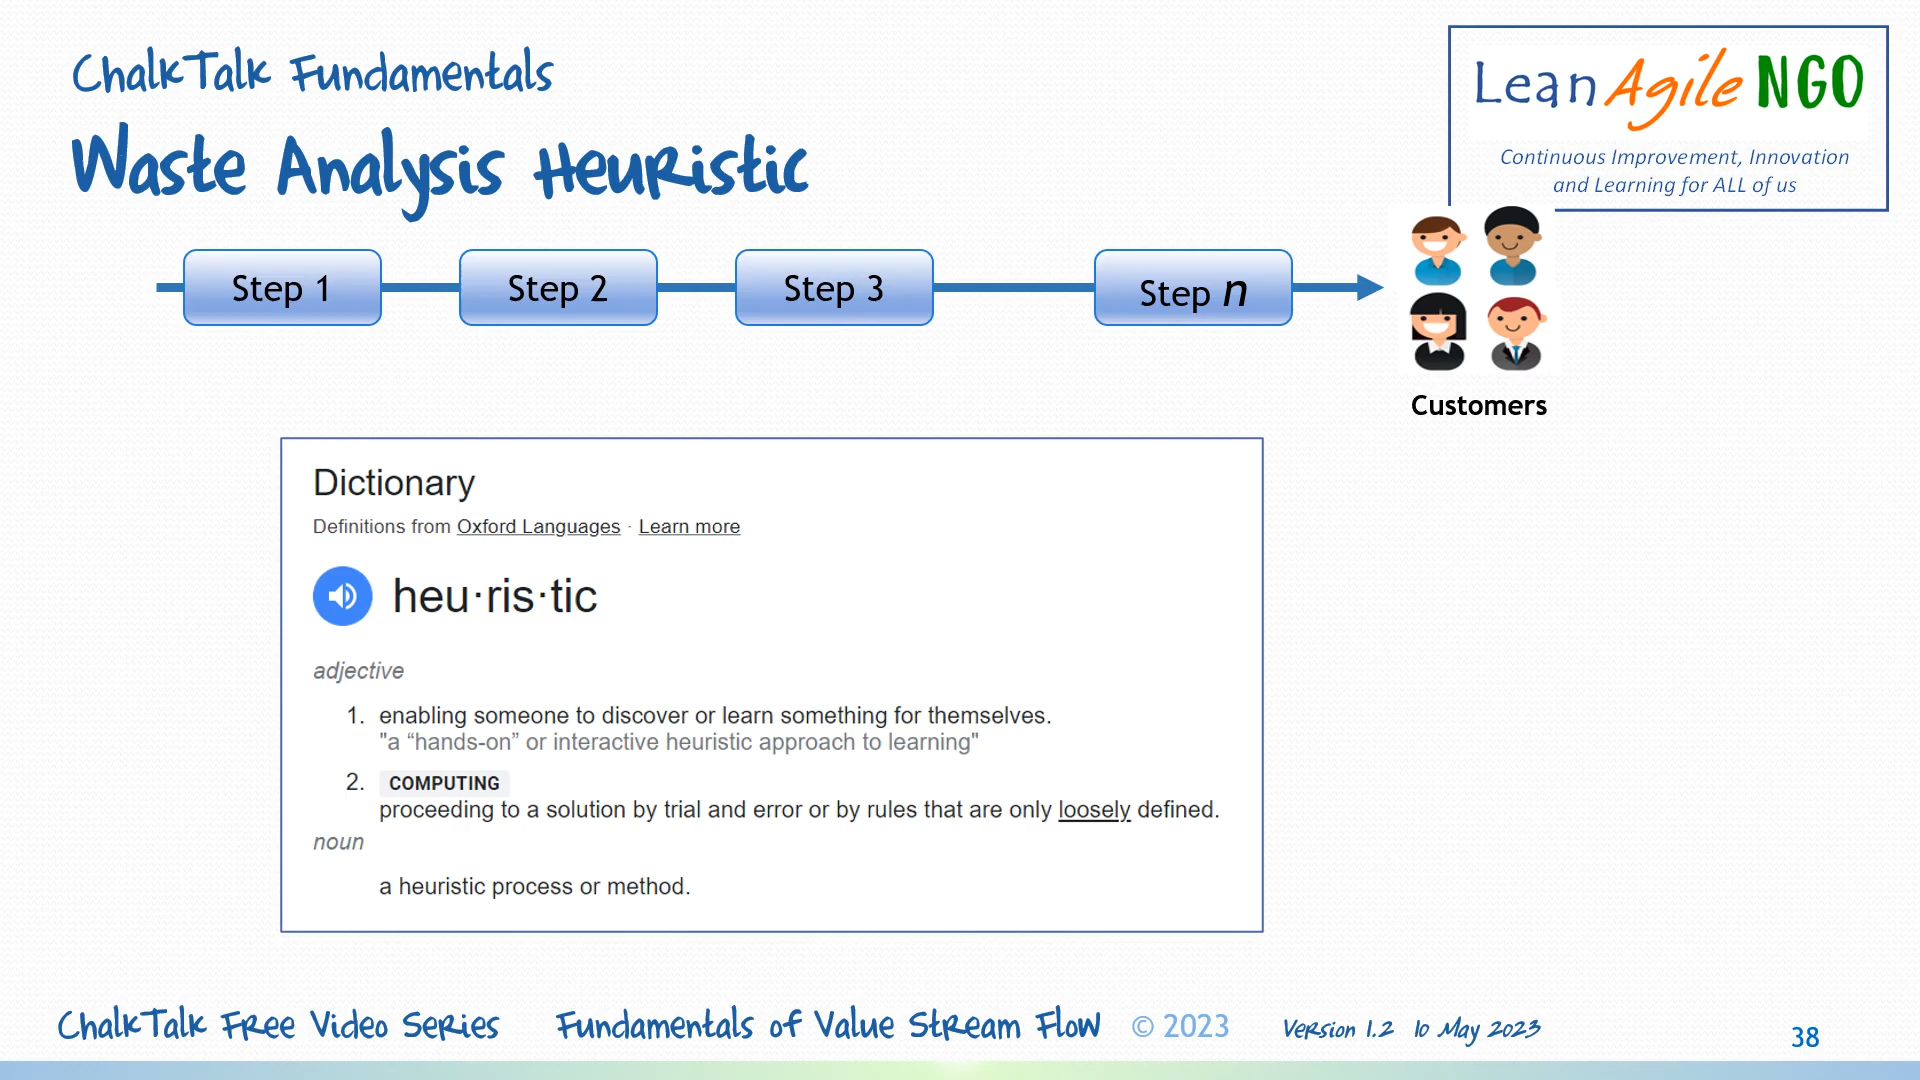 ChalkTalk Fundamentals
Waste Analysis Heuristic
Lean Agile NGO
Continuous Improvement, Innovation
and Learning for ALL of us
Step 1
Step 2
Step 3
Step n
Customers
Dictionary
Definitions from Oxford Languages · Learn more
heu·ris·tic
adjective
1. enabling someone to discover or learn something for themselves.
"a “hands-on” or interactive heuristic approach to learning"
2. COMPUTING
proceeding to a solution by trial and error or by rules that are only loosely defined.
noun
a heuristic process or method.
ChalkTalk Free Video Series Fundamentals of Value Stream Flow © 2023 Version 1.2 10 May 2023
38